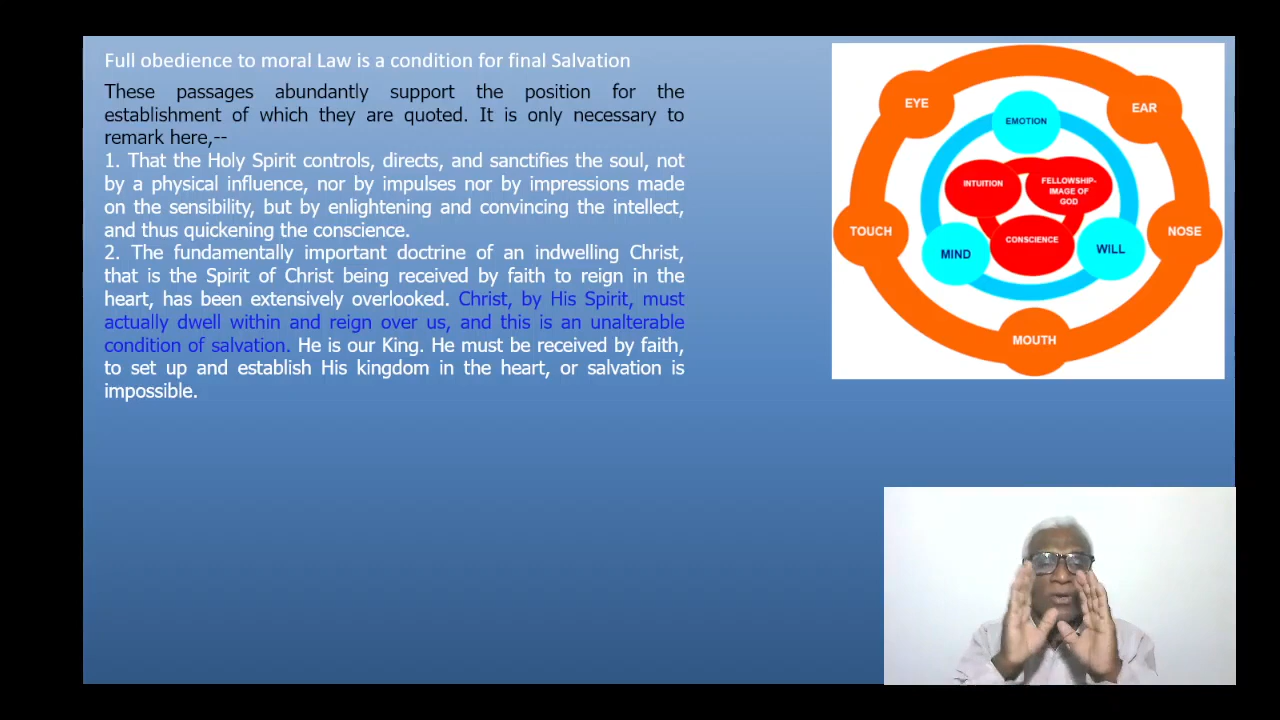 Full obedience to moral Law is a condition for final Salvation
These passages abundantly support the position for the
establishment of which they are quoted. It is only necessary to
remark here,--
1. That the Holy Spirit controls, directs, and sanctifies the soul, not
by a physical influence, nor by impulses nor by impressions made
on the sensibility, but by enlightening and convincing the intellect,
and thus quickening the conscience.
2. The fundamentally important doctrine of an indwelling Christ,
that is the Spirit of Christ being received by faith to reign in the
heart, has been extensively overlooked. Christ, by His Spirit, must
actually dwell within and reign over us, and this is an unalterable
condition of salvation. He is our King. He must be received by faith,
to set up and establish His kingdom in the heart, or salvation is
impossible.
EYE
EAR
EMOTION
INTUITION
FELLOWSHIP-
IMAGE OF
GOD
TOUCH
CONSCIENCE
NOSE
MIND
WILL
MOUTH